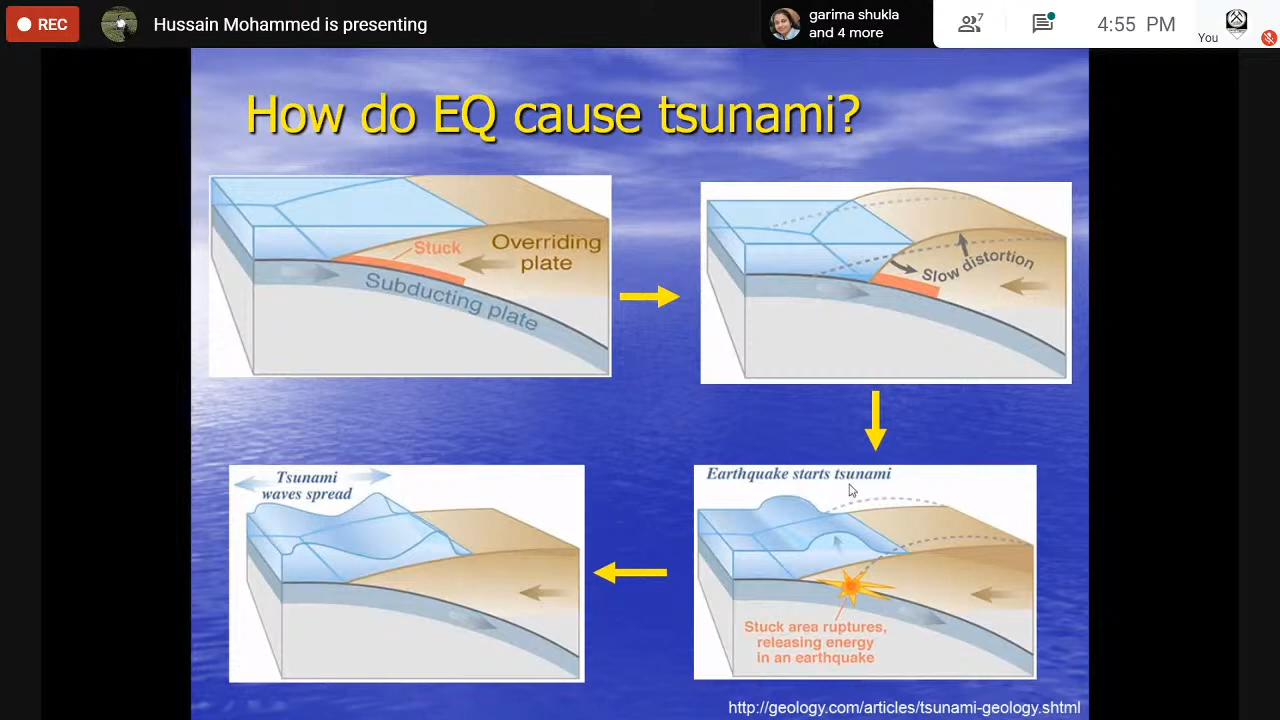 REC
Hussain Mohammed is presenting
garima shukla
and 4 more
7
4:55 PM
You
How do EQ cause tsunami?
Stuck
Overriding
plate
Subducting plate
Slow distortion
Tsunami
waves spread
Earthquake starts tsunami
Stuck area ruptures,
releasing energy
in an earthquake
http://geology.com/articles/tsunami-geology.shtml